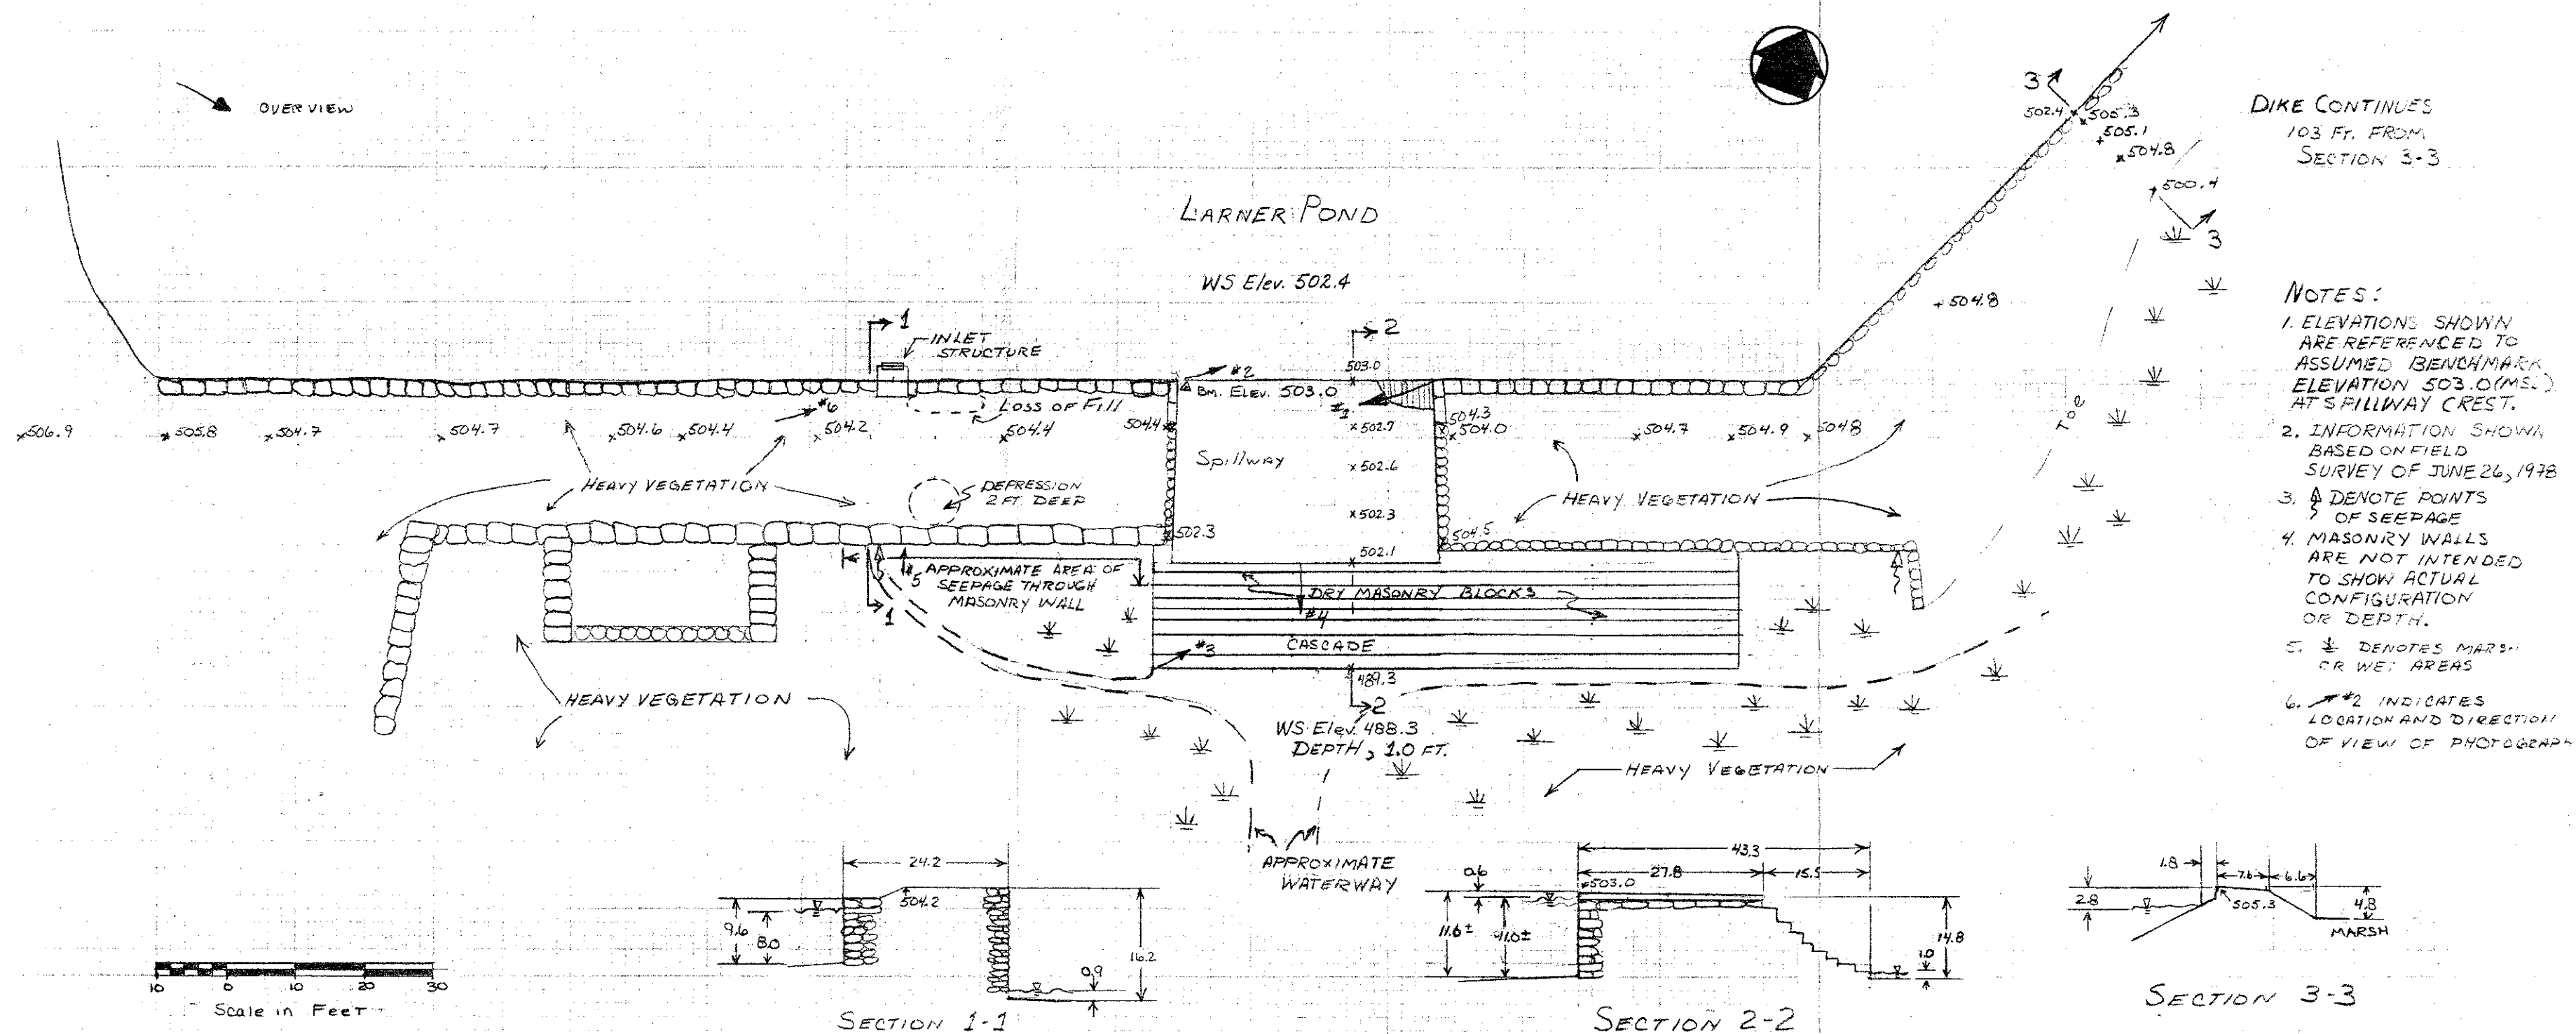 OVERVIEW
3
502.4
505.3
505.1
504.8
500.4
3
DIKE CONTINUES
103 FT. FROM
SECTION 3-3
LARNER POND
WS Elev. 502.4
504.8
NOTES:
1. ELEVATIONS SHOWN
ARE REFERENCED TO
ASSUMED BENCHMARK
ELEVATION 503.0 (MSL)
AT SPILLWAY CREST.
2. INFORMATION SHOWN
BASED ON FIELD
SURVEY OF JUNE 26, 1978
3. DENOTE POINTS
OF SEEPAGE
4. MASONRY WALLS
ARE NOT INTENDED
TO SHOW ACTUAL
CONFIGURATION
OR DEPTH.
5. DENOTES MARSH
OR WET AREAS
6. #2 INDICATES
LOCATION AND DIRECTION
OF VIEW OF PHOTOGRAPH
1
INLET
STRUCTURE
2
503.0
#2
BM. ELEV. 503.0
#1
#6
LOSS OF FILL
506.9
505.8
504.7
504.7
504.6
504.4
504.2
504.4
504.4
504.3
504.0
502.7
504.7
504.9
504.8
TOE
Spillway
502.6
HEAVY VEGETATION
DEPRESSION
2 FT. DEEP
HEAVY VEGETATION
502.3
502.3
504.5
502.1
#5
APPROXIMATE AREA OF
SEEPAGE THROUGH
MASONRY WALL
1
DRY MASONRY BLOCKS
#4
CASCADE
#3
489.3
2
HEAVY VEGETATION
WS. Elev. 488.3
DEPTH, 1.0 FT.
HEAVY VEGETATION
APPROXIMATE
WATERWAY
10 0 10 20 30
Scale in FEET
24.2
504.2
9.6
8.0
16.2
0.9
SECTION 1-1
43.3
27.8
15.5
0.6
503.0
11.6±
11.0±
14.8
1.0
SECTION 2-2
1.8
7.6
6.6
2.8
505.3
4.8
MARSH
SECTION 3-3